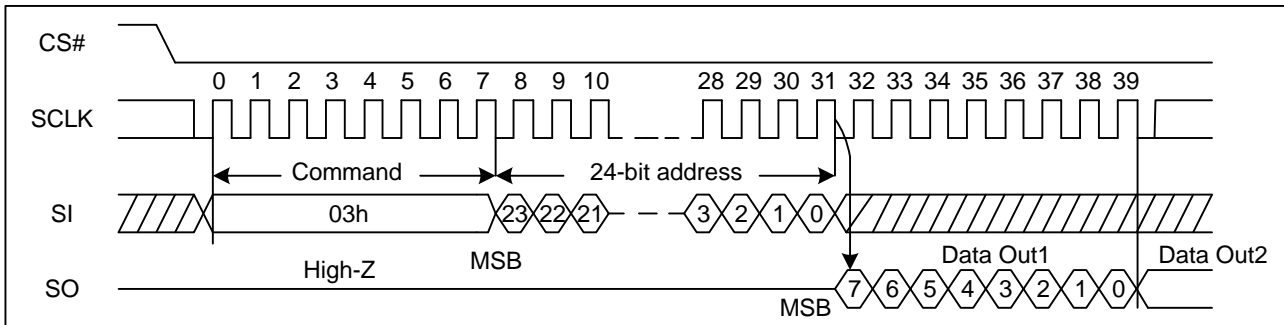 CS#
0 1 2 3 4 5 6 7 8 9 10 28 29 30 31 32 33 34 35 36 37 38 39
SCLK
Command 24-bit address
SI 03h 23 22 21 3 2 1 0
High-Z MSB Data Out1 Data Out2
SO MSB 7 6 5 4 3 2 1 0